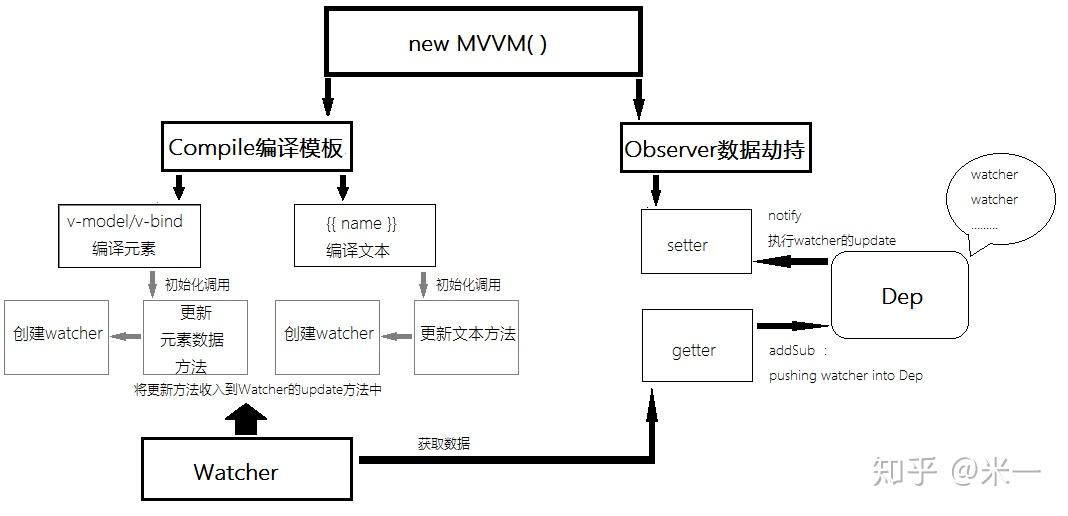 new MVVM( )
Compile编译模板
Observer数据劫持
v-model/v-bind
编译元素
{{ name }}
编译文本
初始化调用
初始化调用
创建watcher
更新
元素数据
方法
创建watcher
更新文本方法
将更新方法收入到Watcher的update方法中
Watcher
获取数据
setter
notify
执行watcher的update
getter
addSub :
pushing watcher into Dep
Dep
watcher
watcher
........
知乎 @米一